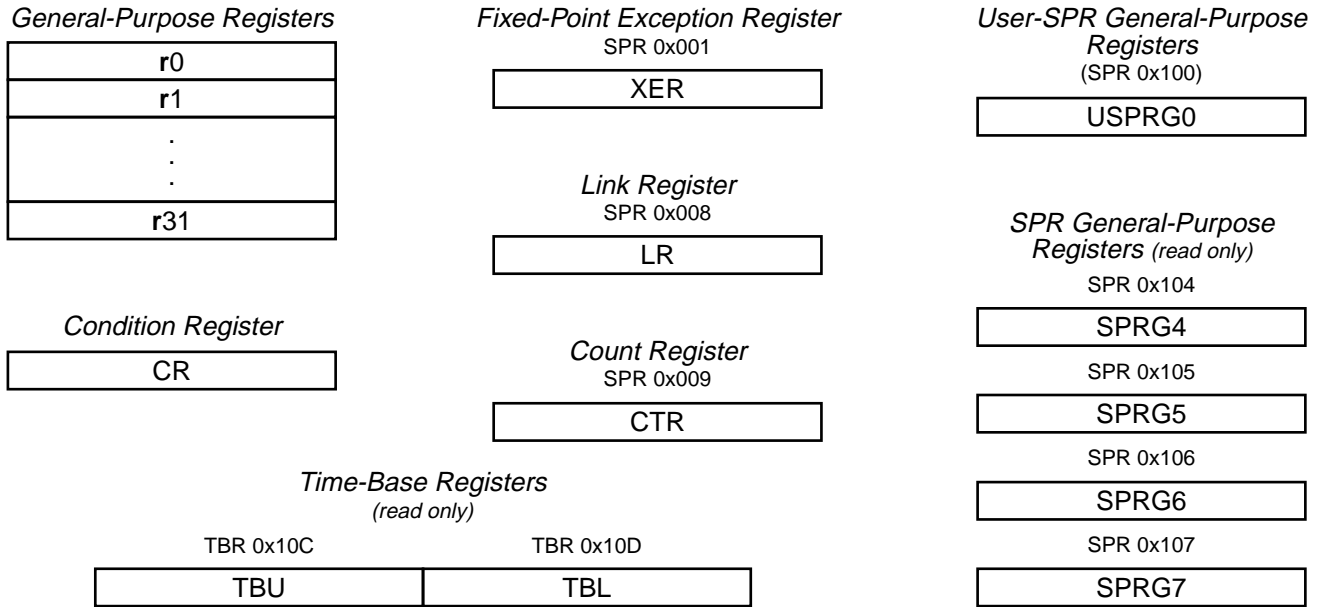 General-Purpose Registers
r0
r1
.
.
.
r31
Condition Register
CR
Fixed-Point Exception Register
SPR 0x001
XER
Link Register
SPR 0x008
LR
Count Register
SPR 0x009
CTR
Time-Base Registers
(read only)
TBR 0x10C TBR 0x10D
TBU TBL
User-SPR General-Purpose
Registers
(SPR 0x100)
USPRG0
SPR General-Purpose
Registers (read only)
SPR 0x104
SPRG4
SPR 0x105
SPRG5
SPR 0x106
SPRG6
SPR 0x107
SPRG7